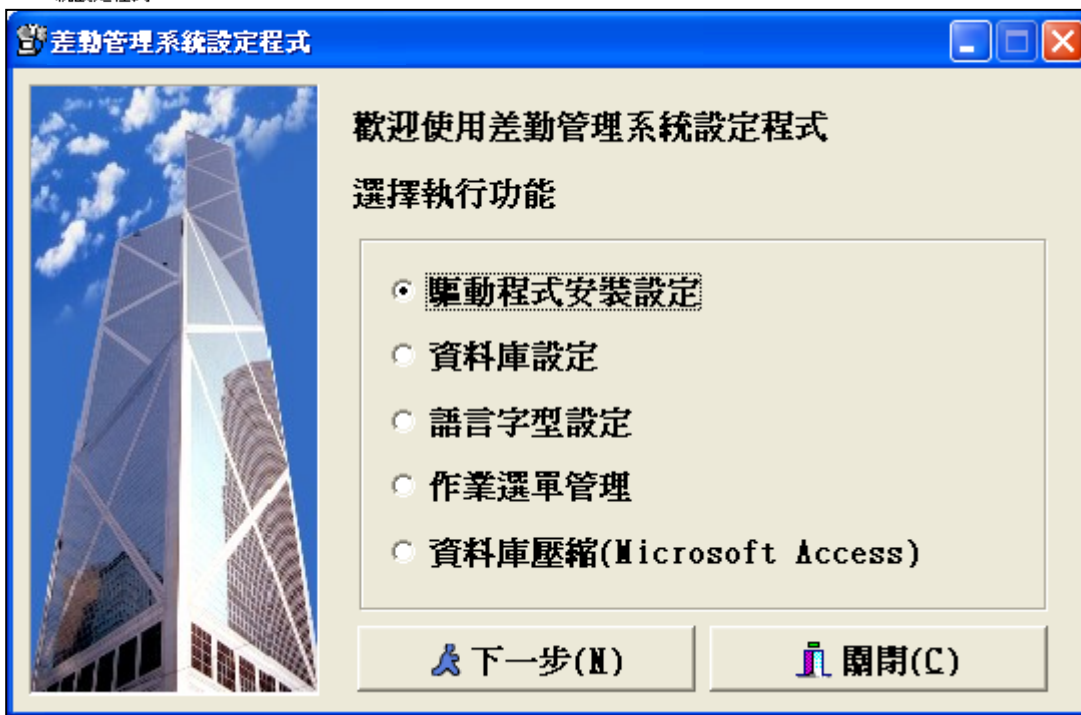 差勤管理系統設定程式
歡迎使用差勤管理系統設定程式
選擇執行功能
驅動程式安裝設定
資料庫設定
語言字型設定
作業選單管理
資料庫壓縮(Microsoft Access)
下一步(N) 關閉(C)